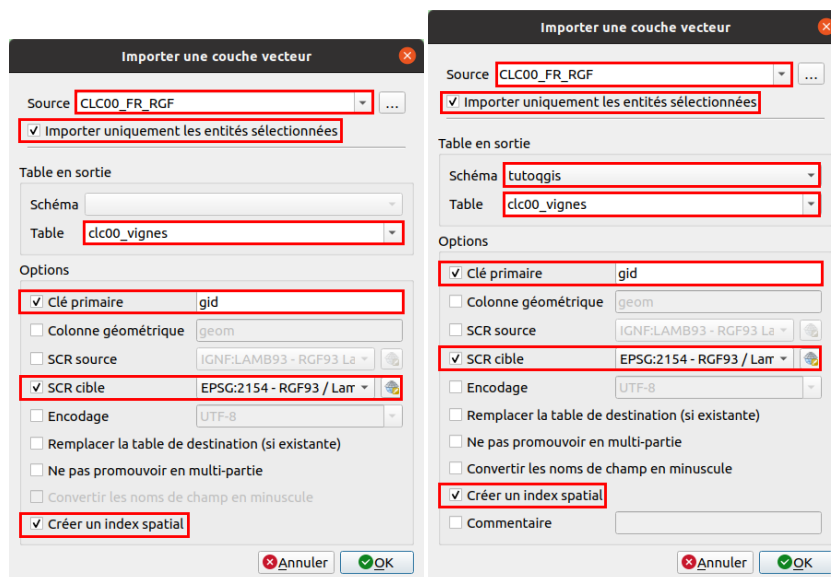 Importer une couche vecteur
Source CLC00_FR_RGF ...
Importer uniquement les entités sélectionnées
Table en sortie
Schéma
Table clc00_vignes
Options
Clé primaire gid
Colonne géométrique geom
SCR source IGNF:LAMB93 - RGF93 La
SCR cible EPSG:2154 - RGF93 / Lam
Encodage UTF-8
Remplacer la table de destination (si existante)
Ne pas promouvoir en multi-partie
Convertir les noms de champ en minuscule
Créer un index spatial
Annuler OK
Importer une couche vecteur
Source CLC00_FR_RGF ...
Importer uniquement les entités sélectionnées
Table en sortie
Schéma tutoqgis
Table clc00_vignes
Options
Clé primaire gid
Colonne géométrique geom
SCR source IGNF:LAMB93 - RGF93 La
SCR cible EPSG:2154 - RGF93 / Lam
Encodage UTF-8
Remplacer la table de destination (si existante)
Ne pas promouvoir en multi-partie
Convertir les noms de champ en minuscule
Créer un index spatial
Commentaire
Annuler OK